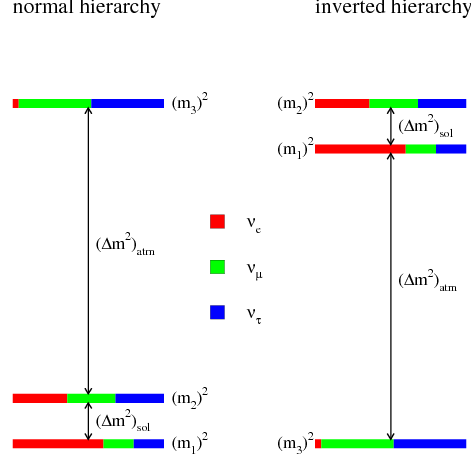 normal hierarchy
inverted hierarchy
(m₃)²
(m₂)²
(Δm²)sol
(m₁)²
νe
(Δm²)atm
νμ
(Δm²)atm
ντ
(m₂)²
(Δm²)sol
(m₁)²
(m₃)²